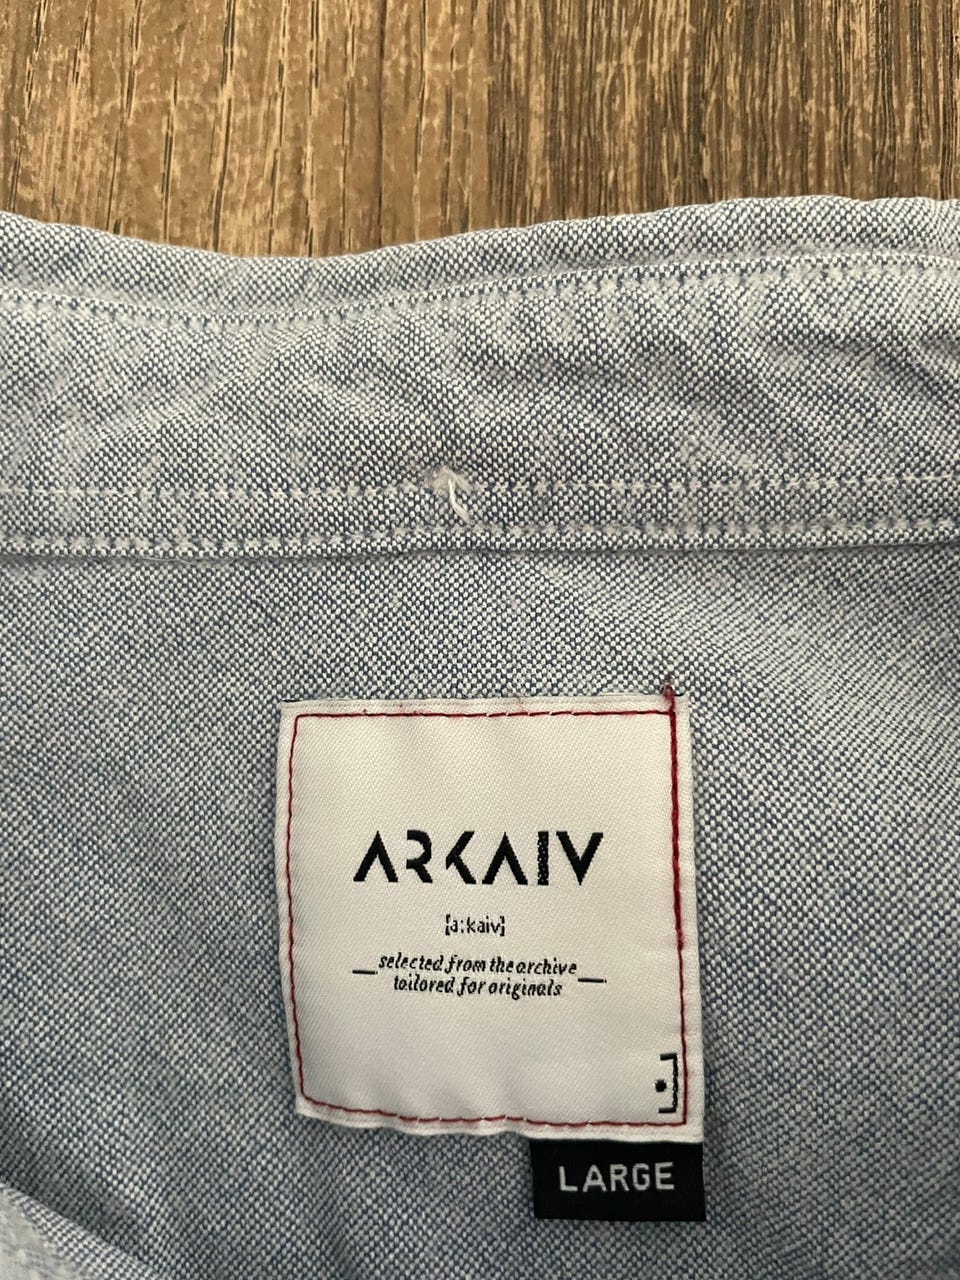 ARKAIV
[a:kaiv]
selected from the archive
tailored for originals
LARGE